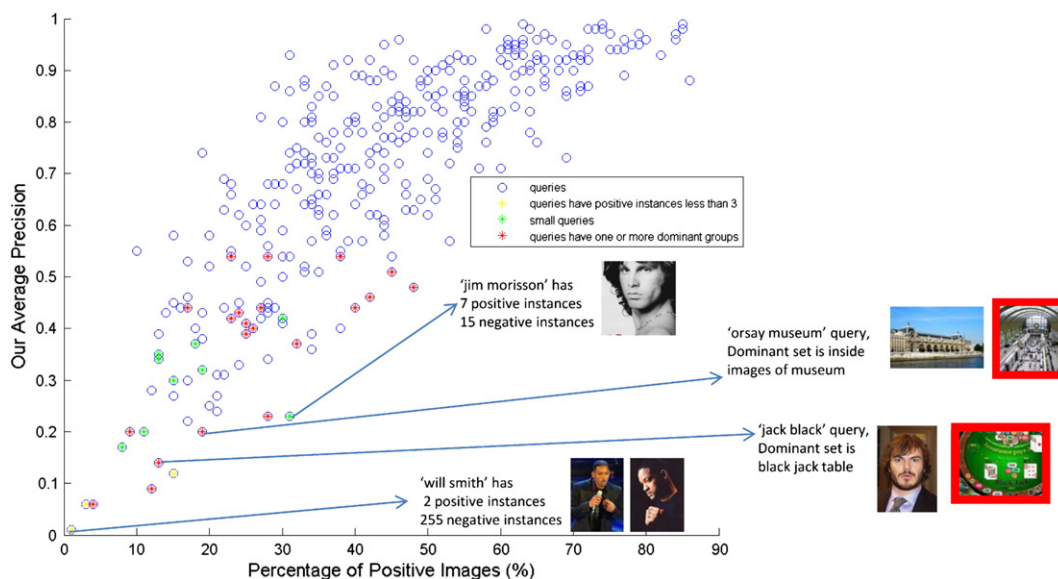 1
0.9
0.8
0.7
0.6
0.5
0.4
0.3
0.2
0.1
0
Our Average Precision
0 10 20 30 40 50 60 70 80 90
Percentage of Positive Images (%)
queries
queries have positive instances less than 3
small queries
queries have one or more dominant groups
‘jim morisson’ has
7 positive instances
15 negative instances
‘orsay museum’ query,
Dominant set is inside
images of museum
‘jack black’ query,
Dominant set is
black jack table
‘will smith’ has
2 positive instances
255 negative instances